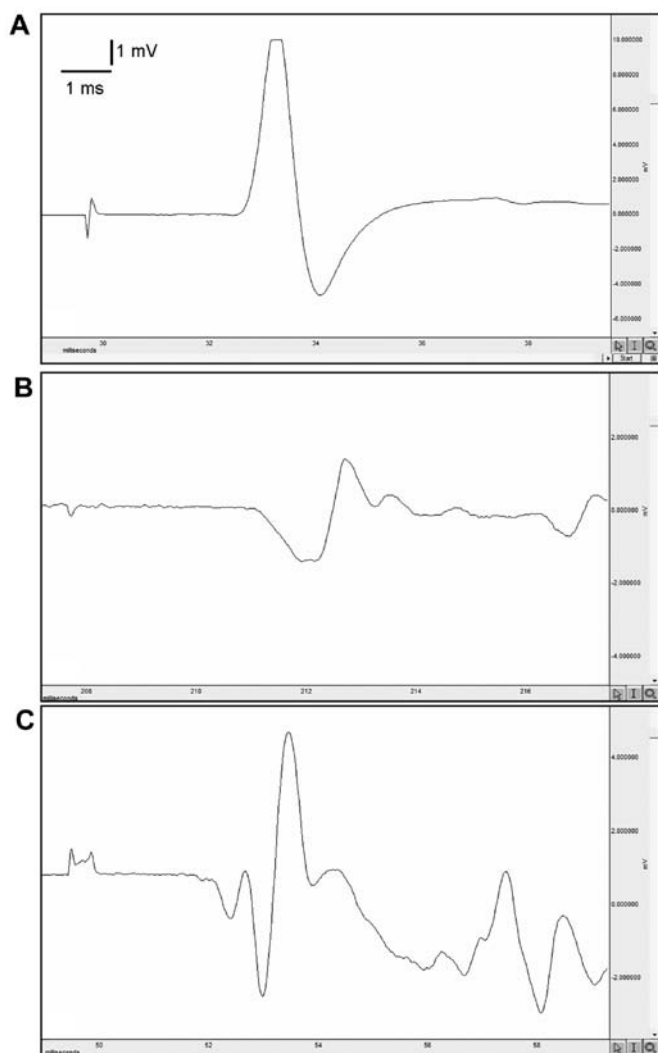 A
1 mV
1 ms
10.000000
8.000000
6.000000
4.000000
2.000000
0.000000
-2.000000
-4.000000
-6.000000
mV
30 32 34 36 38
milliseconds
Start
B
2.000000
0.000000
-2.000000
-4.000000
mV
208 210 212 214 216
milliseconds
C
4.000000
2.000000
0.000000
-2.000000
mV
50 52 54 56 58
milliseconds